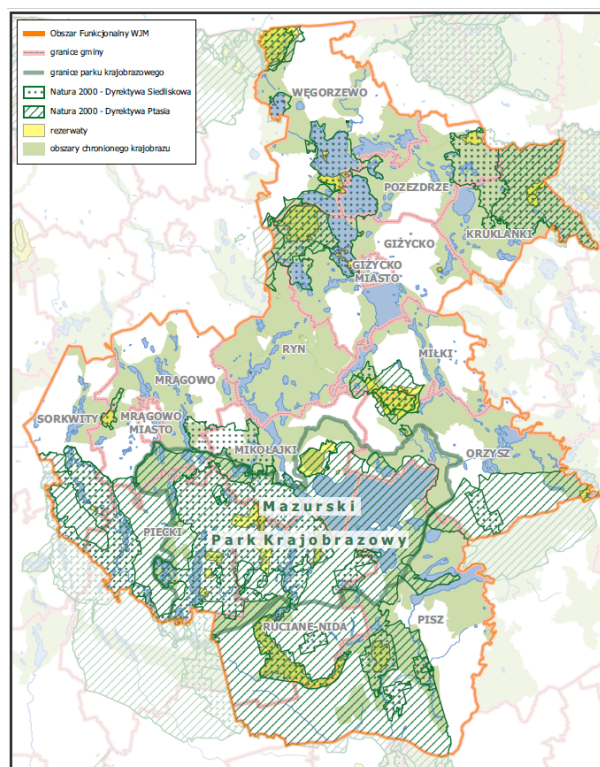 Obszar Funkcjonalny WJM
granice gminy
granice parku krajobrazowego
Natura 2000 - Dyrektywa Siedliskowa
Natura 2000 - Dyrektywa Ptasia
rezerwaty
obszary chronionego krajobrazu
WĘGORZEWO
POZEZDRZE
KRUKLANKI
GIŻYCKO
GIŻYCKO
MIASTO
RYN
MIŁKI
MRĄGOWO
SORKWITY
MRĄGOWO
MIASTO
MIKOŁAJKI
ORZYSZ
Mazurski
Park Krajobrazowy
PIECKI
RUCIANE-NIDA
PISZ